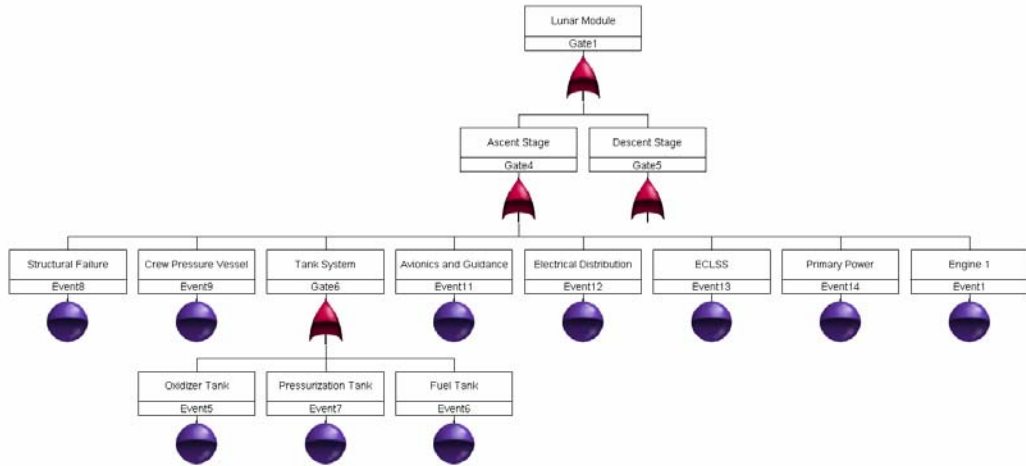 Lunar Module
Gate1
Ascent Stage
Descent Stage
Gate4
Gate5
Structural Failure
Crew Pressure Vessel
Tank System
Avionics and Guidance
Electrical Distribution
ECLSS
Primary Power
Engine 1
Event8
Event9
Gate6
Event11
Event12
Event13
Event14
Event1
Oxidizer Tank
Pressurization Tank
Fuel Tank
Event5
Event7
Event6